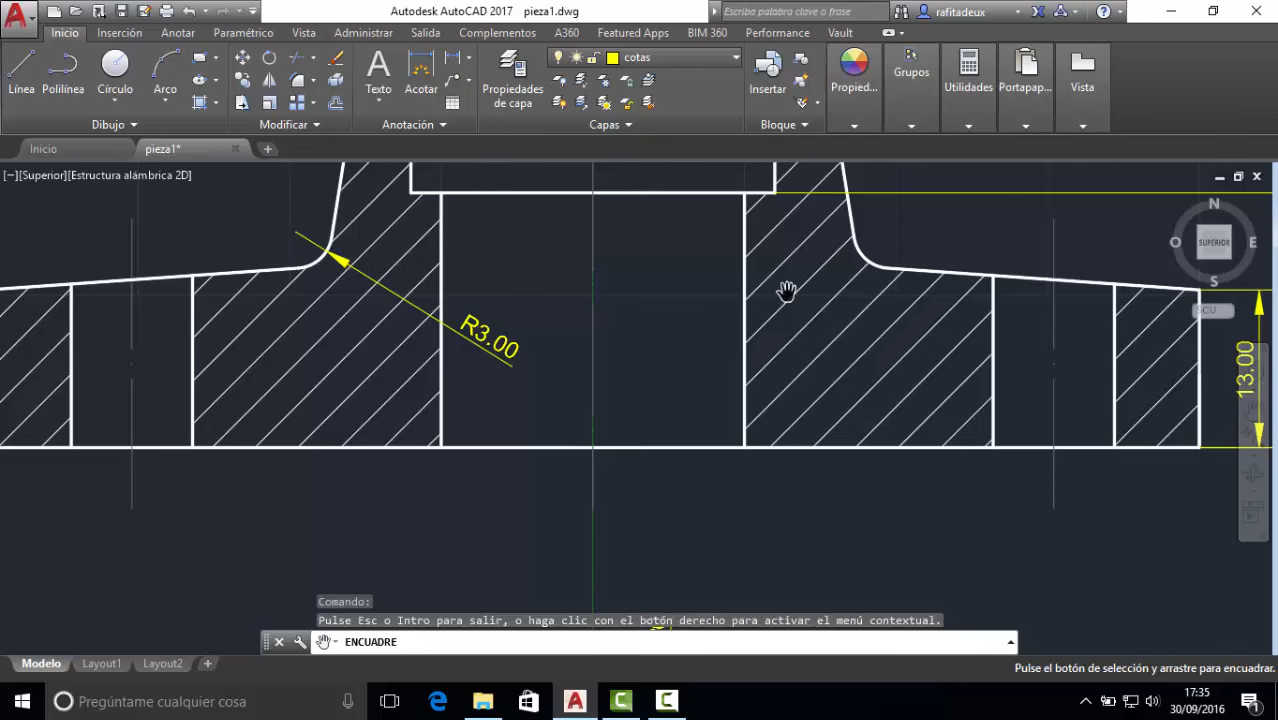 Autodesk AutoCAD 2017 pieza1.dwg
Escriba palabra clave o frase
rafitadeux
Inicio Inserción Anotar Paramétrico Vista Administrar Salida Complementos A360 Featured Apps BIM 360 Performance Vault
cotas
Línea Polilínea Círculo Arco Texto Acotar Propiedades de capa Insertar Propied... Grupos Utilidades Portapap... Vista
Dibujo Modificar Anotación Capas Bloque
Inicio pieza1*
[−][Superior][Estructura alámbrica 2D]
N
O SUPERIOR E
S
SCU
R3.00
13.00
Comando:
Pulse Esc o Intro para salir, o haga clic con el botón derecho para activar el menú contextual.
ENCUADRE
Modelo Layout1 Layout2 +
Pulse el botón de selección y arrastre para encuadrar.
Pregúntame cualquier cosa
17:35
30/09/2016
1